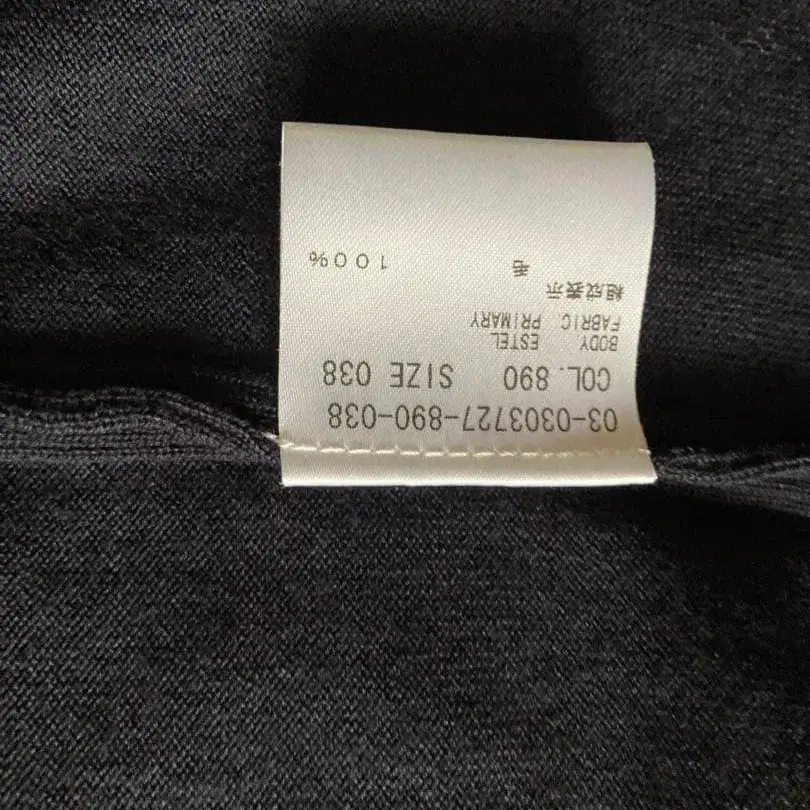 03-0303727-890-038
COL. 890 SIZE 038
BODY ESTEL
FABRIC PRIMARY
組成表示
毛 100%